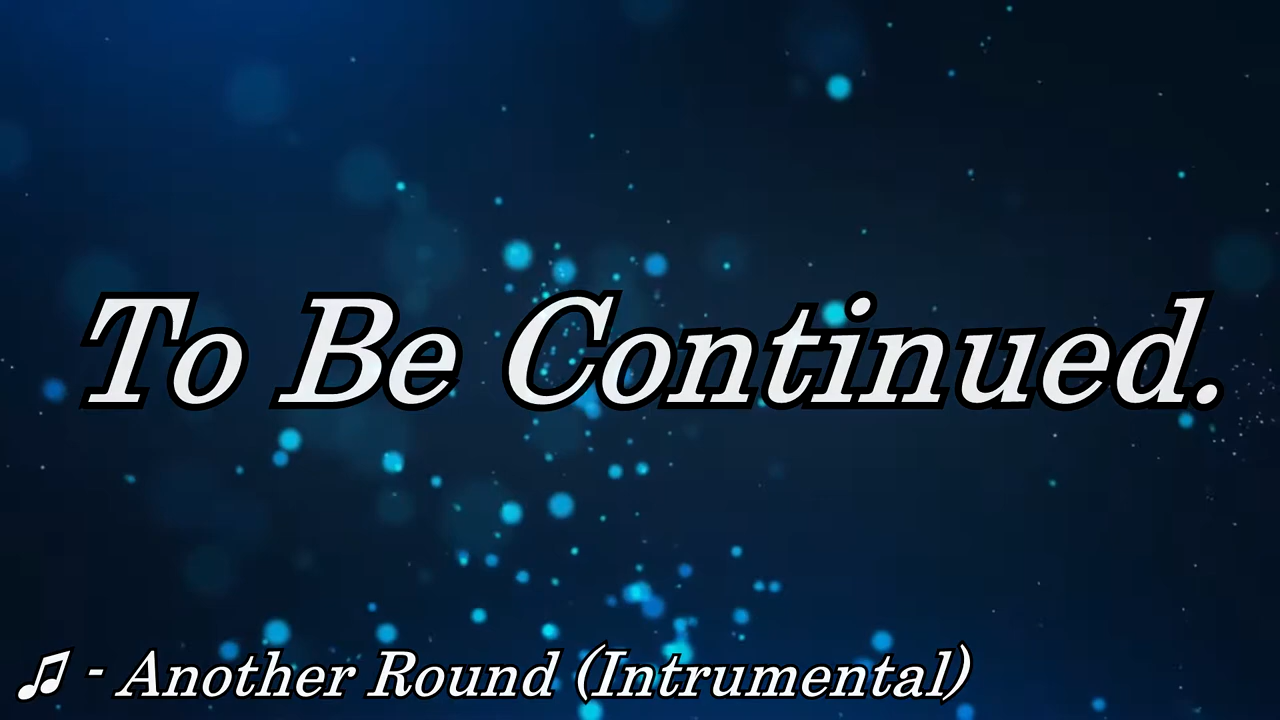 To Be Continued.
♫ - Another Round (Intrumental)